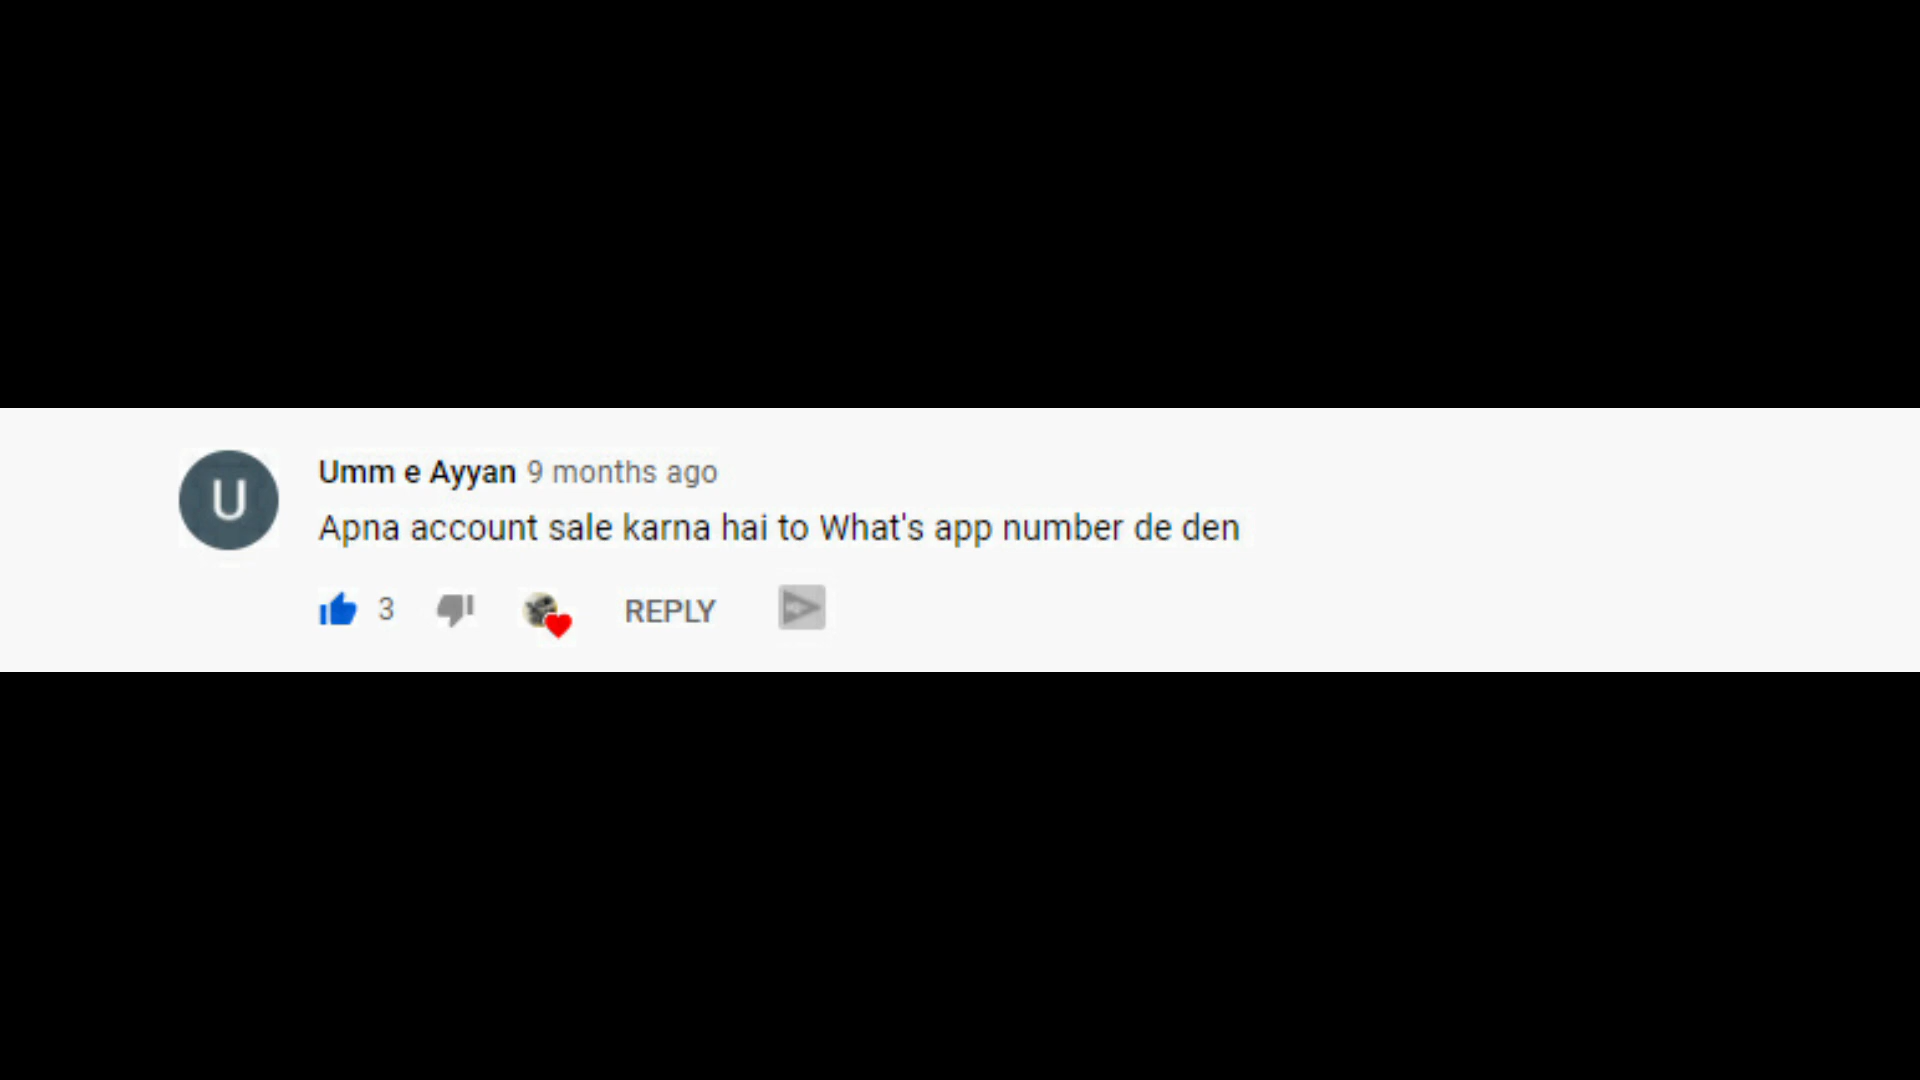 U
Umm e Ayyan 9 months ago
Apna account sale karna hai to What's app number de den
3 REPLY